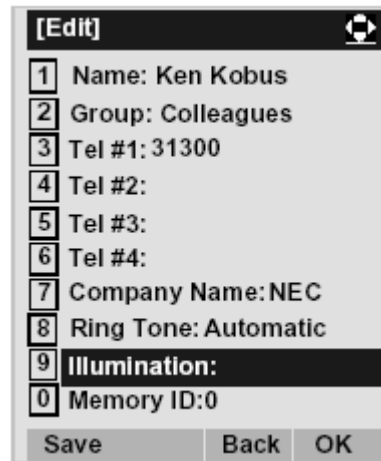 [Edit]
1 Name: Ken Kobus
2 Group: Colleagues
3 Tel #1: 31300
4 Tel #2:
5 Tel #3:
6 Tel #4:
7 Company Name: NEC
8 Ring Tone: Automatic
9 Illumination:
0 Memory ID:0
Save Back OK